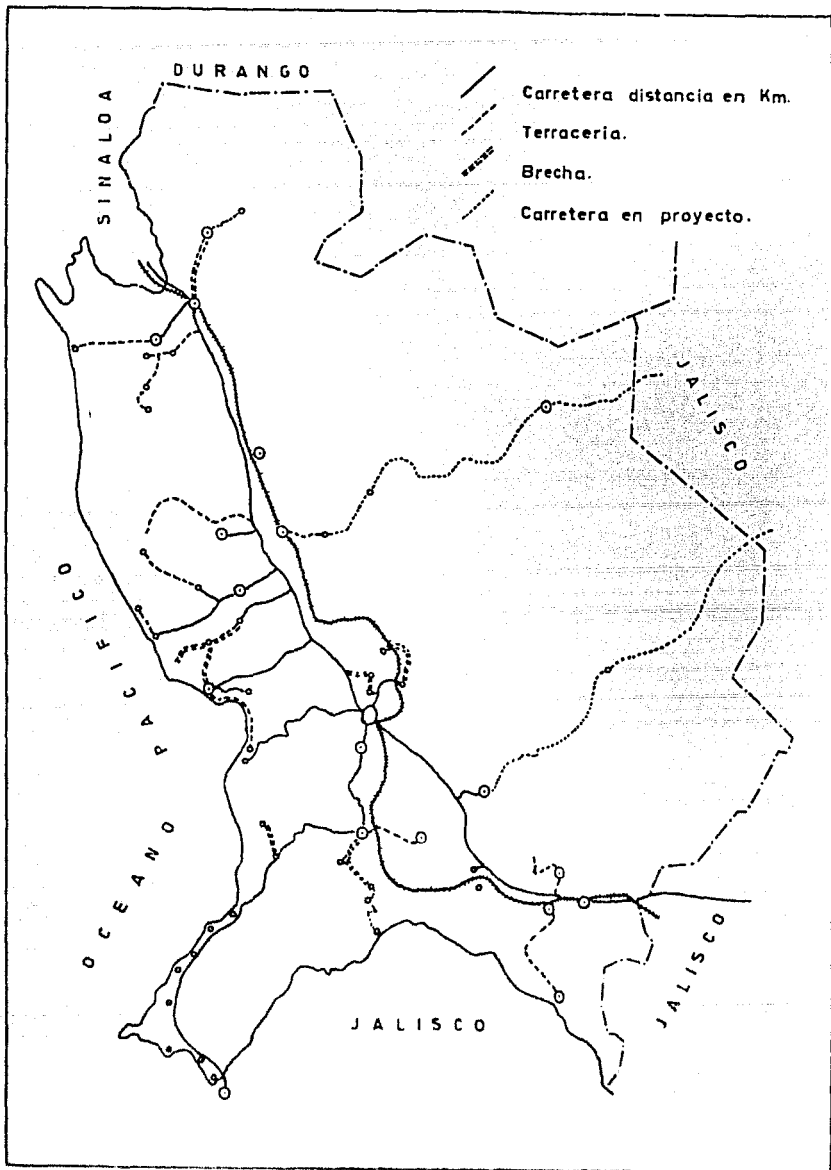 DURANGO
SINALOA
Carretera distancia en Km.
Terraceria.
Brecha.
Carretera en proyecto.
JALISCO
OCEANO PACIFICO
JALISCO
JALISCO